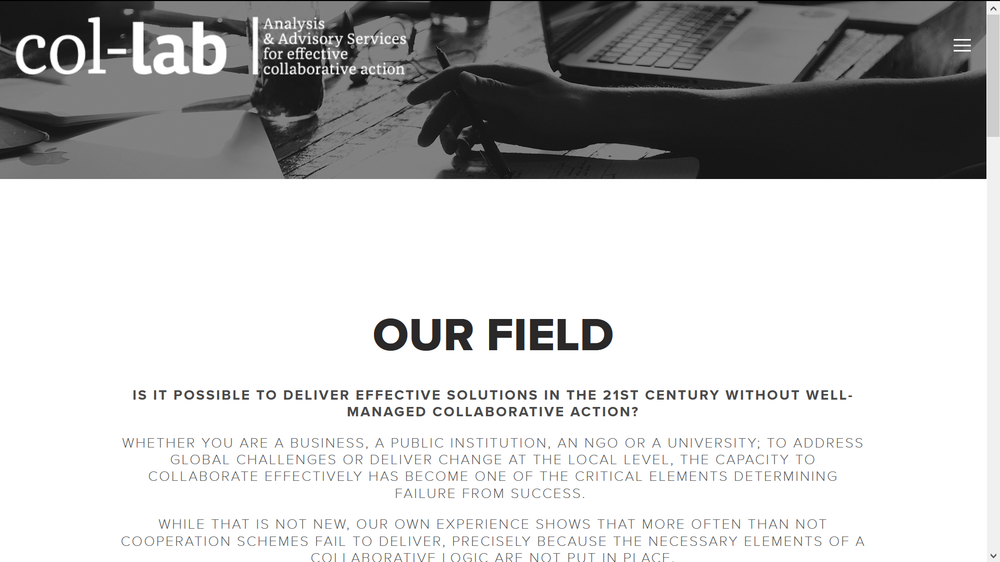 col-lab
Analysis
& Advisory Services
for effective
collaborative action
OUR FIELD
IS IT POSSIBLE TO DELIVER EFFECTIVE SOLUTIONS IN THE 21ST CENTURY WITHOUT WELL-
MANAGED COLLABORATIVE ACTION?
WHETHER YOU ARE A BUSINESS, A PUBLIC INSTITUTION, AN NGO OR A UNIVERSITY; TO ADDRESS
GLOBAL CHALLENGES OR DELIVER CHANGE AT THE LOCAL LEVEL, THE CAPACITY TO
COLLABORATE EFFECTIVELY HAS BECOME ONE OF THE CRITICAL ELEMENTS DETERMINING
FAILURE FROM SUCCESS.
WHILE THAT IS NOT NEW, OUR OWN EXPERIENCE SHOWS THAT MORE OFTEN THAN NOT
COOPERATION SCHEMES FAIL TO DELIVER, PRECISELY BECAUSE THE NECESSARY ELEMENTS OF A
COLLABORATIVE LOGIC ARE NOT PUT IN PLACE.